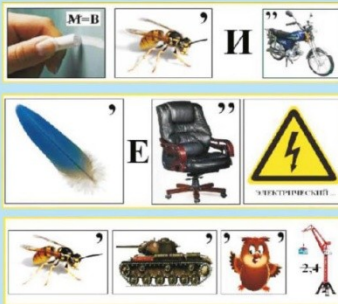 М=В , И ,,
, Е ,,
ЭЛЕКТРИЧЕСКИЙ...
, , , 2,4